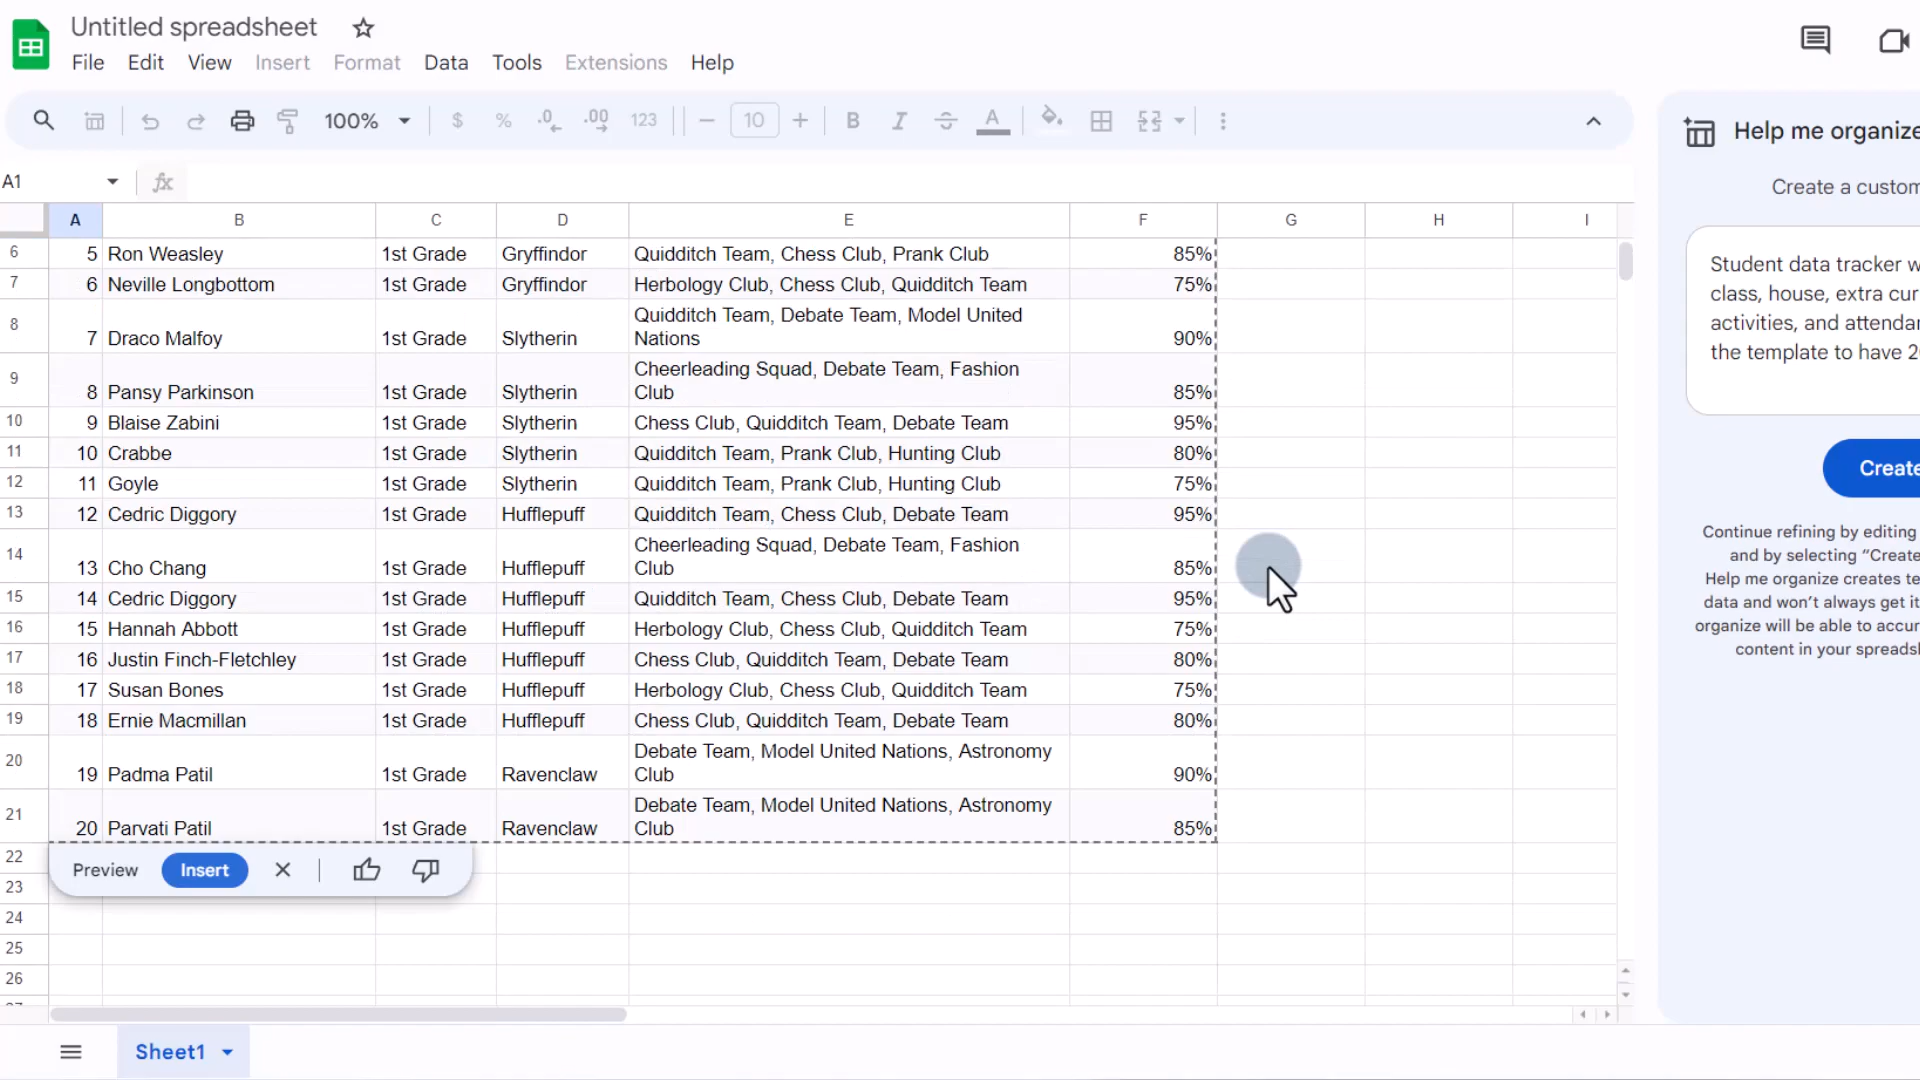 Untitled spreadsheet
File Edit View Insert Format Data Tools Extensions Help
100% $ % .0 .00 123 10 B I S A
A1 fx
A B C D E F G H I
6 5 Ron Weasley 1st Grade Gryffindor Quidditch Team, Chess Club, Prank Club 85%
7 6 Neville Longbottom 1st Grade Gryffindor Herbology Club, Chess Club, Quidditch Team 75%
8 7 Draco Malfoy 1st Grade Slytherin Quidditch Team, Debate Team, Model United
Nations 90%
9 8 Pansy Parkinson 1st Grade Slytherin Cheerleading Squad, Debate Team, Fashion
Club 85%
10 9 Blaise Zabini 1st Grade Slytherin Chess Club, Quidditch Team, Debate Team 95%
11 10 Crabbe 1st Grade Slytherin Quidditch Team, Prank Club, Hunting Club 80%
12 11 Goyle 1st Grade Slytherin Quidditch Team, Prank Club, Hunting Club 75%
13 12 Cedric Diggory 1st Grade Hufflepuff Quidditch Team, Chess Club, Debate Team 95%
14 13 Cho Chang 1st Grade Hufflepuff Cheerleading Squad, Debate Team, Fashion
Club 85%
15 14 Cedric Diggory 1st Grade Hufflepuff Quidditch Team, Chess Club, Debate Team 95%
16 15 Hannah Abbott 1st Grade Hufflepuff Herbology Club, Chess Club, Quidditch Team 75%
17 16 Justin Finch-Fletchley 1st Grade Hufflepuff Chess Club, Quidditch Team, Debate Team 80%
18 17 Susan Bones 1st Grade Hufflepuff Herbology Club, Chess Club, Quidditch Team 75%
19 18 Ernie Macmillan 1st Grade Hufflepuff Chess Club, Quidditch Team, Debate Team 80%
20 19 Padma Patil 1st Grade Ravenclaw Debate Team, Model United Nations, Astronomy
Club 90%
21 20 Parvati Patil 1st Grade Ravenclaw Debate Team, Model United Nations, Astronomy
Club 85%
22
Preview Insert
23
24
25
26
Sheet1
Help me organize
Create a custom
Student data tracker w
class, house, extra cur
activities, and attendan
the template to have 2
Create
Continue refining by editing
and by selecting “Create
Help me organize creates te
data and won’t always get it
organize will be able to accur
content in your spreadsh